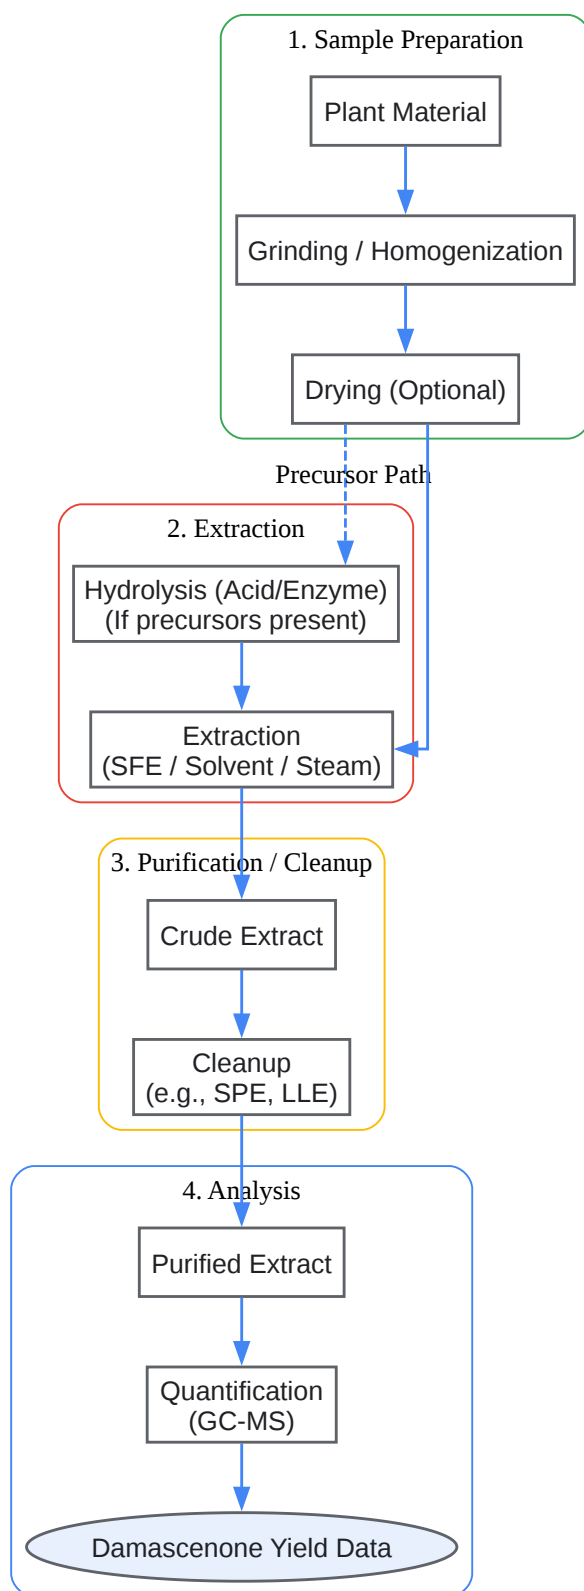 1. Sample Preparation
Plant Material
Grinding / Homogenization
Drying (Optional)
Precursor Path
2. Extraction
Hydrolysis (Acid/Enzyme)
(If precursors present)
Extraction
(SFE / Solvent / Steam)
3. Purification / Cleanup
Crude Extract
Cleanup
(e.g., SPE, LLE)
4. Analysis
Purified Extract
Quantification
(GC-MS)
Damascenone Yield Data